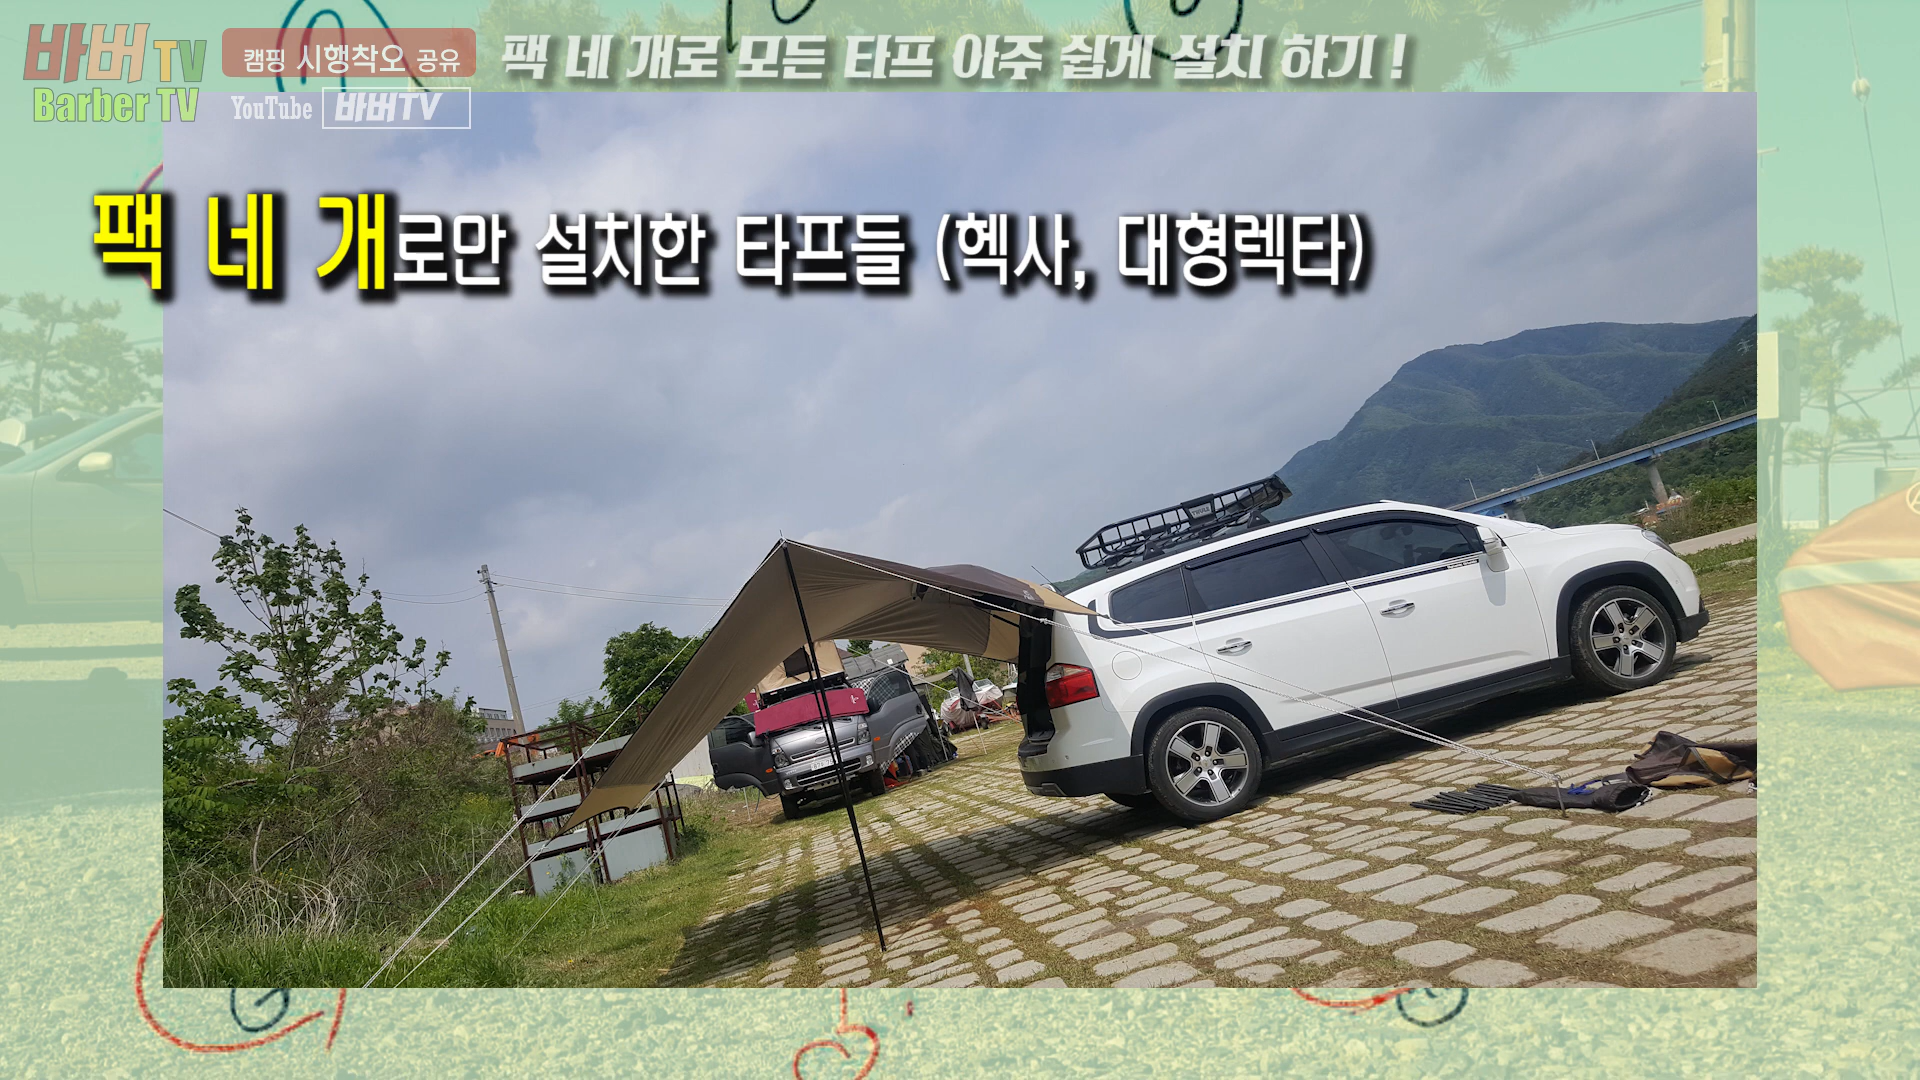 바버 TV
Barber TV
캠핑 시행착오 공유
YouTube 바버TV
팩 네 개로 모든 타프 아주 쉽게 설치 하기 !
팩 네 개로만 설치한 타프들 (헥사, 대형렉타)
THULE